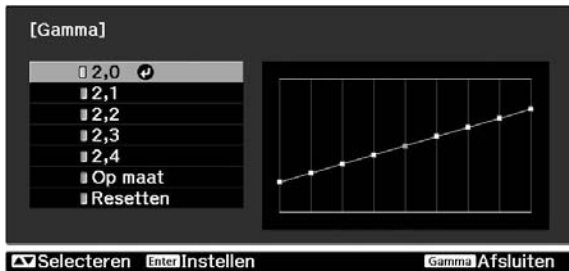 [Gamma]
2,0
2,1
2,2
2,3
2,4
Op maat
Resetten
Selecteren Enter Instellen Gamma Afsluiten